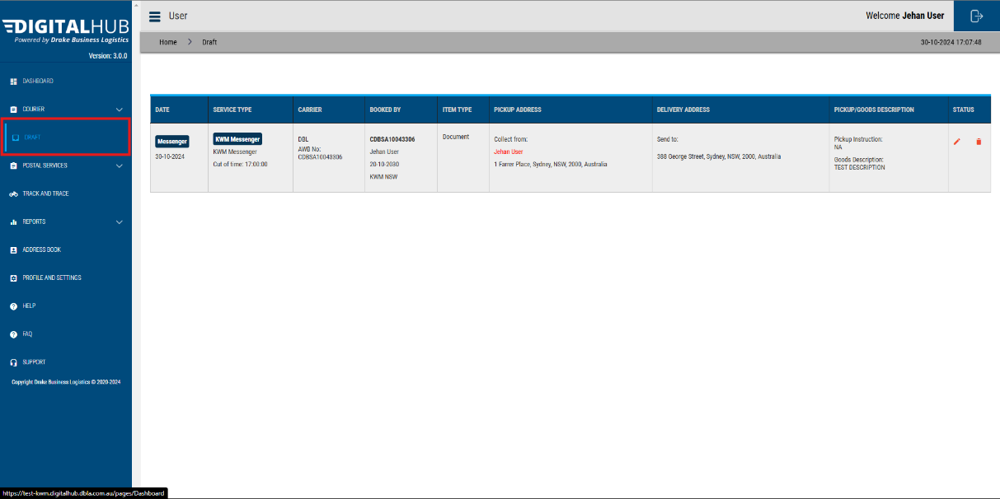 DIGITALHUB
Powered by Drake Business Logistics
Version: 3.0.0
DASHBOARD
COURIER
DRAFT
POSTAL SERVICES
TRACK AND TRACE
REPORTS
ADDRESS BOOK
PROFILE AND SETTINGS
HELP
FAQ
SUPPORT
Copyright Drake Business Logistics © 2020-2024
https://test-kwm.digitalhub.dbla.com.au/pages/Dashboard
User
Welcome Jehan User
Home > Draft
30-10-2024 17:07:48
DATE SERVICE TYPE CARRIER BOOKED BY ITEM TYPE PICKUP ADDRESS DELIVERY ADDRESS PICKUP/GOODS DESCRIPTION STATUS
Messenger
30-10-2024
KWM Messenger
KWM Messenger
Cut of time: 17:00:00
DBL
AWB No:
CDBSA10043306
CDBSA10043306
Jehan User
20-10-2030
KWM NSW
Document
Collect from:
Jehan User
1 Farrer Place, Sydney, NSW, 2000, Australia
Send to:
388 George Street, Sydney, NSW, 2000, Australia
Pickup Instruction:
NA
Goods Description:
TEST DESCRIPTION